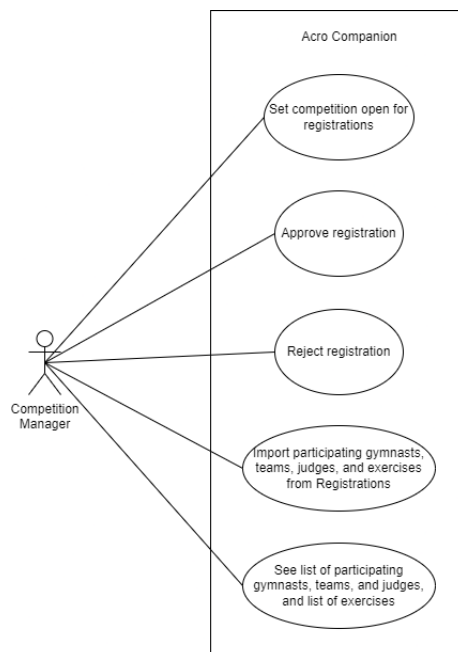 Acro Companion
Set competition open for
registrations
Approve registration
Reject registration
Competition
Manager
Import participating gymnasts,
teams, judges, and exercises
from Registrations
See list of participating
gymnasts, teams, and judges,
and list of exercises